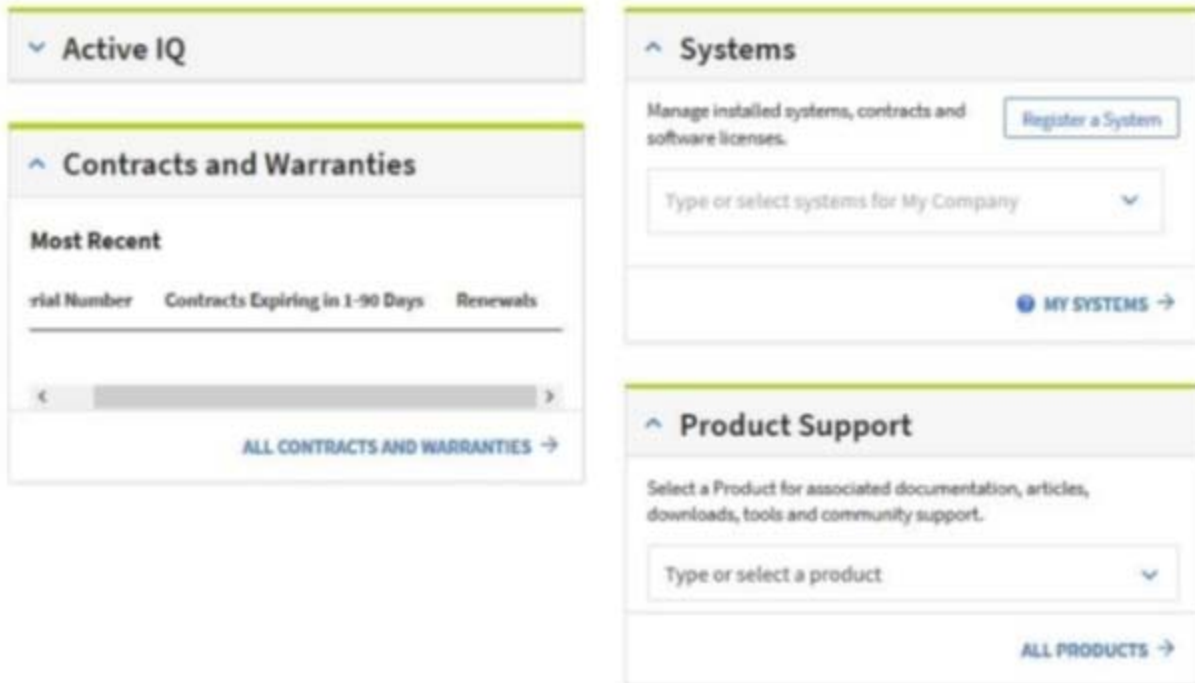 Active IQ
Contracts and Warranties
Most Recent
rial Number Contracts Expiring in 1-90 Days Renewals
ALL CONTRACTS AND WARRANTIES →
Systems
Manage installed systems, contracts and
software licenses.
Register a System
Type or select systems for My Company
MY SYSTEMS →
Product Support
Select a Product for associated documentation, articles,
downloads, tools and community support.
Type or select a product
ALL PRODUCTS →